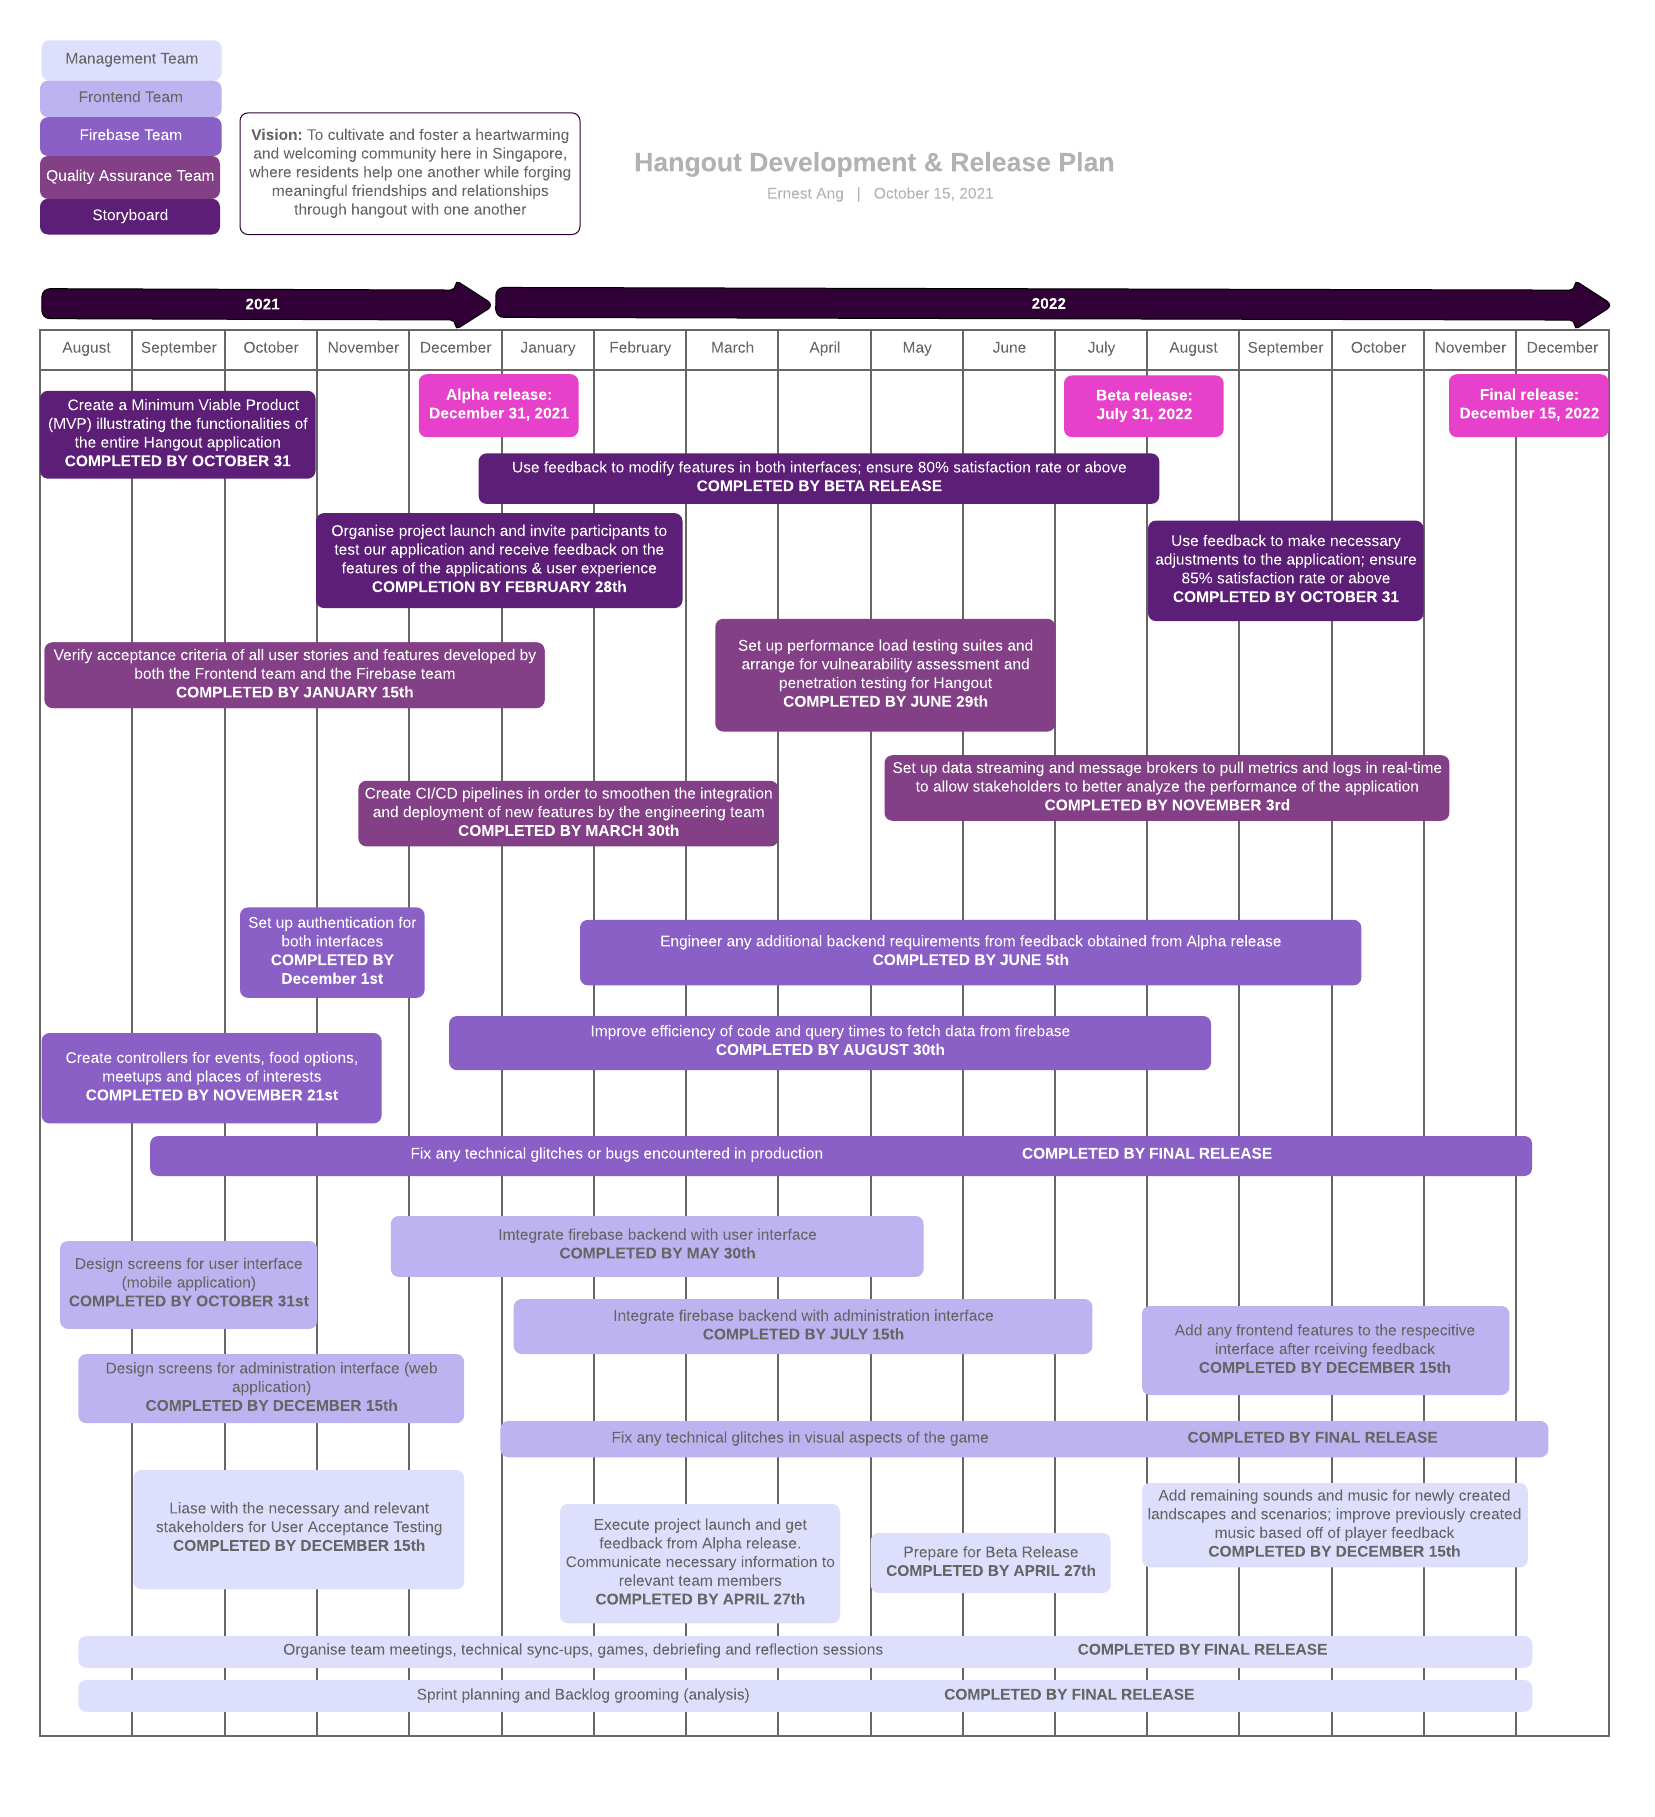 Management Team
Frontend Team
Firebase Team
Quality Assurance Team
Storyboard
Vision: To cultivate and foster a heartwarming
and welcoming community here in Singapore,
where residents help one another while forging
meaningful friendships and relationships
through hangout with one another
Hangout Development & Release Plan
Ernest Ang | October 15, 2021
2021
2022
August September October November December January February March April May June July August September October November December
Create a Minimum Viable Product
(MVP) illustrating the functionalities of
the entire Hangout application
COMPLETED BY OCTOBER 31
Alpha release:
December 31, 2021
Beta release:
July 31, 2022
Final release:
December 15, 2022
Use feedback to modify features in both interfaces; ensure 80% satisfaction rate or above
COMPLETED BY BETA RELEASE
Organise project launch and invite participants to
test our application and receive feedback on the
features of the applications & user experience
COMPLETION BY FEBRUARY 28th
Use feedback to make necessary
adjustments to the application; ensure
85% satisfaction rate or above
COMPLETED BY OCTOBER 31
Verify acceptance criteria of all user stories and features developed by
both the Frontend team and the Firebase team
COMPLETED BY JANUARY 15th
Set up performance load testing suites and
arrange for vulnearability assessment and
penetration testing for Hangout
COMPLETED BY JUNE 29th
Set up data streaming and message brokers to pull metrics and logs in real-time
to allow stakeholders to better analyze the performance of the application
COMPLETED BY NOVEMBER 3rd
Create CI/CD pipelines in order to smoothen the integration
and deployment of new features by the engineering team
COMPLETED BY MARCH 30th
Set up authentication for
both interfaces
COMPLETED BY
December 1st
Engineer any additional backend requirements from feedback obtained from Alpha release
COMPLETED BY JUNE 5th
Improve efficiency of code and query times to fetch data from firebase
COMPLETED BY AUGUST 30th
Create controllers for events, food options,
meetups and places of interests
COMPLETED BY NOVEMBER 21st
Fix any technical glitches or bugs encountered in production COMPLETED BY FINAL RELEASE
Imtegrate firebase backend with user interface
COMPLETED BY MAY 30th
Design screens for user interface
(mobile application)
COMPLETED BY OCTOBER 31st
Integrate firebase backend with administration interface
COMPLETED BY JULY 15th
Add any frontend features to the respecitive
interface after rceiving feedback
COMPLETED BY DECEMBER 15th
Design screens for administration interface (web
application)
COMPLETED BY DECEMBER 15th
Fix any technical glitches in visual aspects of the game COMPLETED BY FINAL RELEASE
Liase with the necessary and relevant
stakeholders for User Acceptance Testing
COMPLETED BY DECEMBER 15th
Execute project launch and get
feedback from Alpha release.
Communicate necessary information to
relevant team members
COMPLETED BY APRIL 27th
Prepare for Beta Release
COMPLETED BY APRIL 27th
Add remaining sounds and music for newly created
landscapes and scenarios; improve previously created
music based off of player feedback
COMPLETED BY DECEMBER 15th
Organise team meetings, technical sync-ups, games, debriefing and reflection sessions COMPLETED BY FINAL RELEASE
Sprint planning and Backlog grooming (analysis) COMPLETED BY FINAL RELEASE